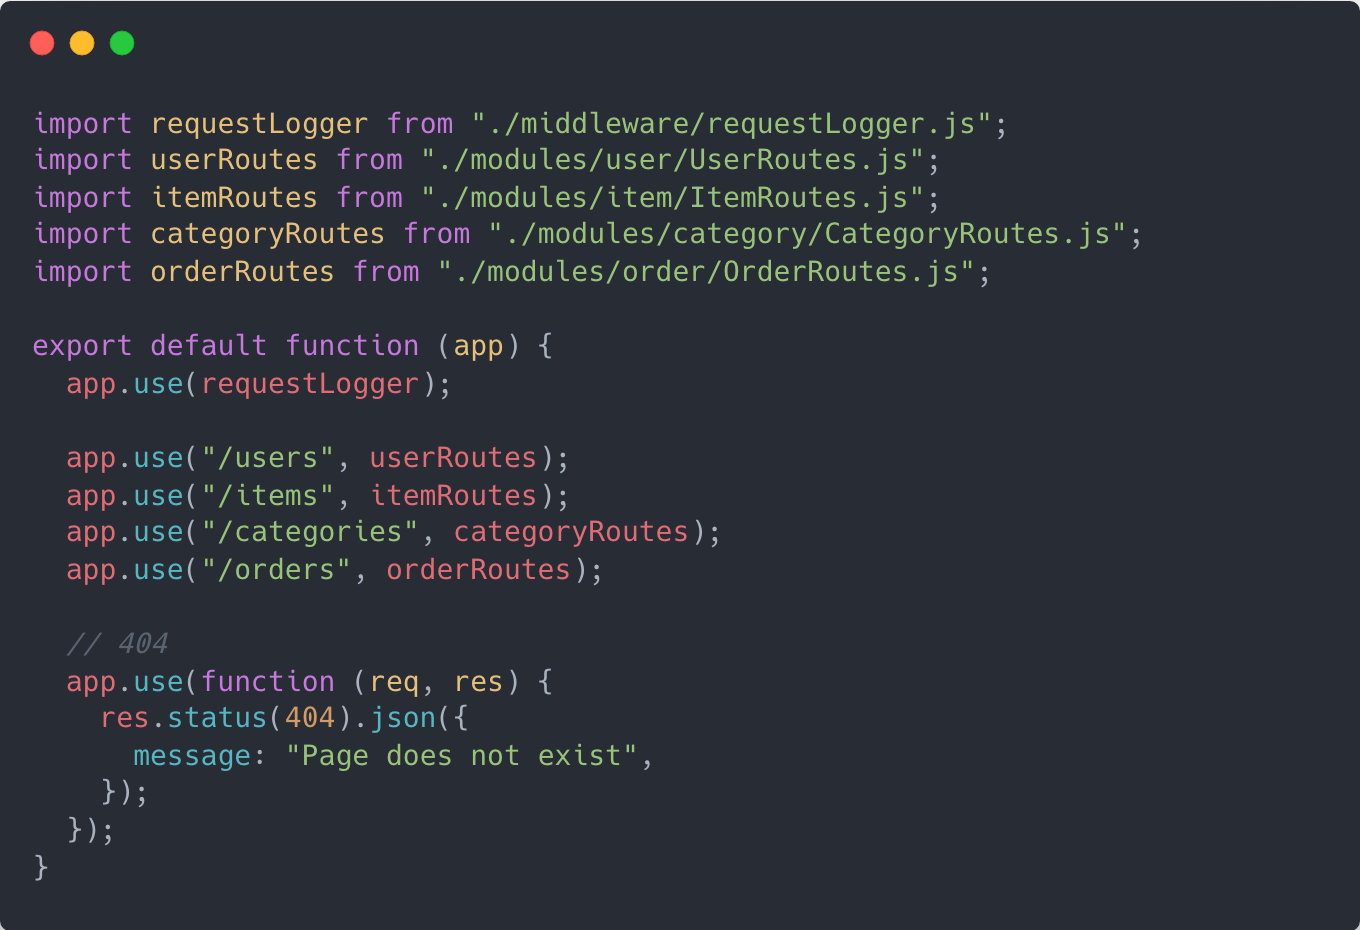 import requestLogger from "./middleware/requestLogger.js";
import userRoutes from "./modules/user/UserRoutes.js";
import itemRoutes from "./modules/item/ItemRoutes.js";
import categoryRoutes from "./modules/category/CategoryRoutes.js";
import orderRoutes from "./modules/order/OrderRoutes.js";

export default function (app) {
  app.use(requestLogger);

  app.use("/users", userRoutes);
  app.use("/items", itemRoutes);
  app.use("/categories", categoryRoutes);
  app.use("/orders", orderRoutes);

  // 404
  app.use(function (req, res) {
    res.status(404).json({
      message: "Page does not exist",
    });
  });
}